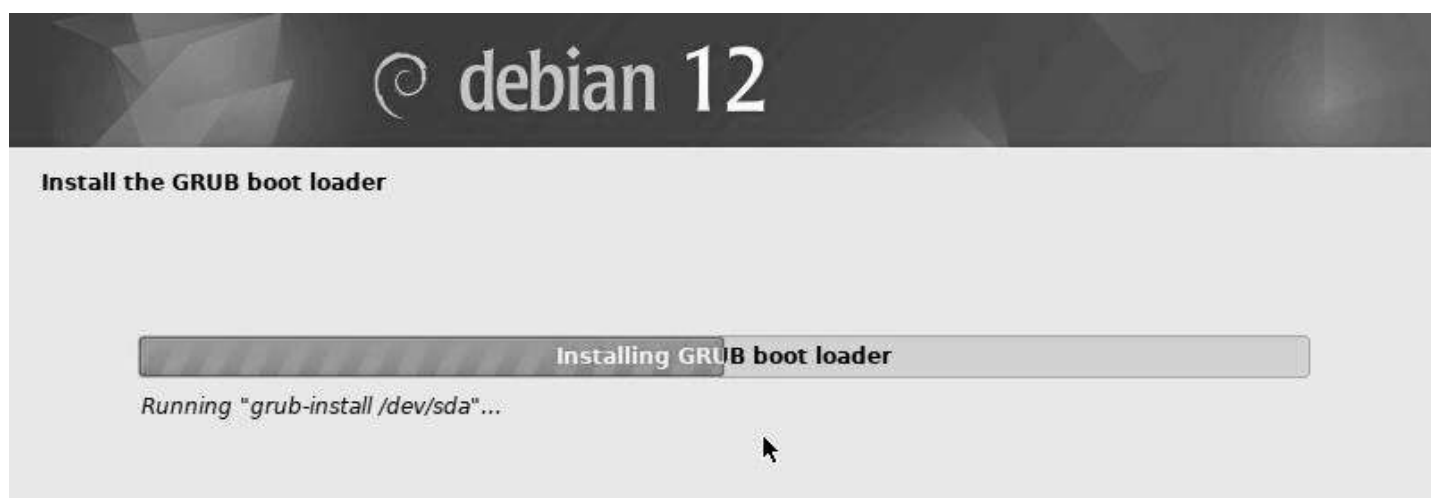 debian 12
Install the GRUB boot loader
Installing GRUB boot loader
Running "grub-install /dev/sda"...